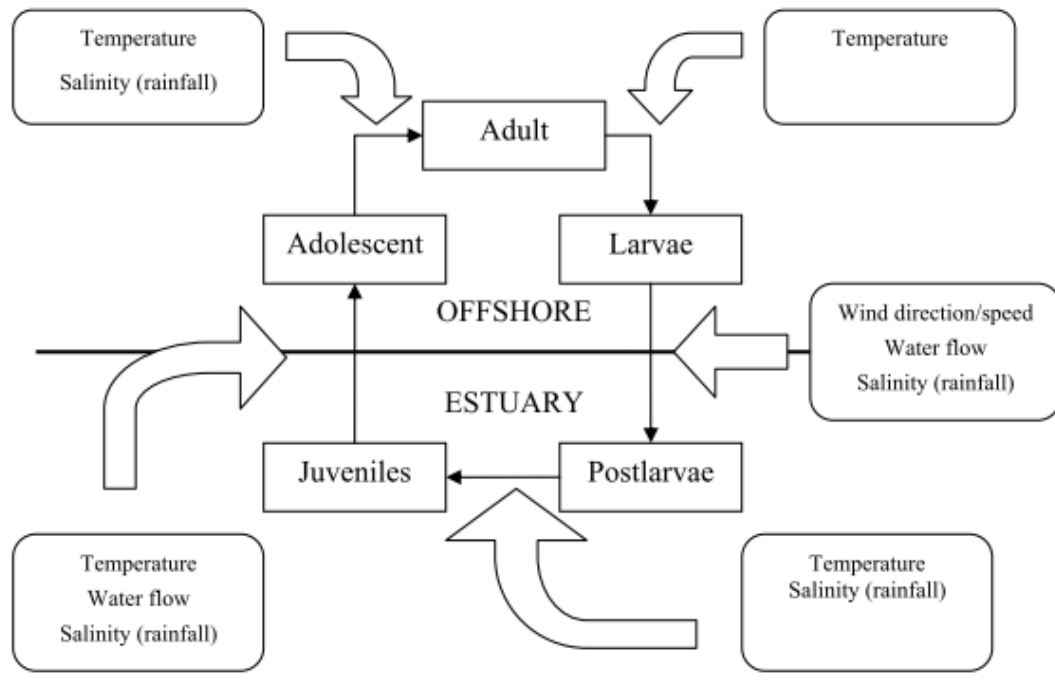 Temperature
Salinity (rainfall)
Temperature
Adult
Adolescent
Larvae
OFFSHORE
Wind direction/speed
Water flow
Salinity (rainfall)
ESTUARY
Juveniles
Postlarvae
Temperature
Water flow
Salinity (rainfall)
Temperature
Salinity (rainfall)